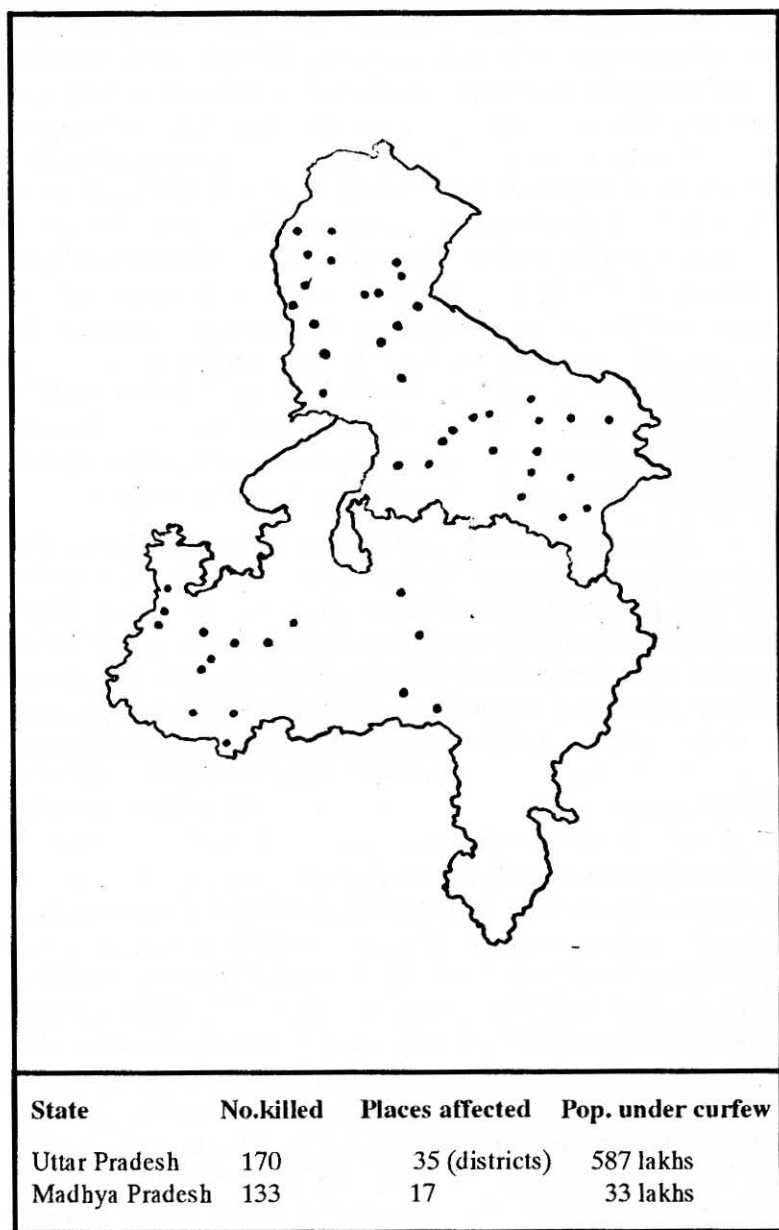 State No.killed Places affected Pop. under curfew
Uttar Pradesh 170 35 (districts) 587 lakhs
Madhya Pradesh 133 17 33 lakhs